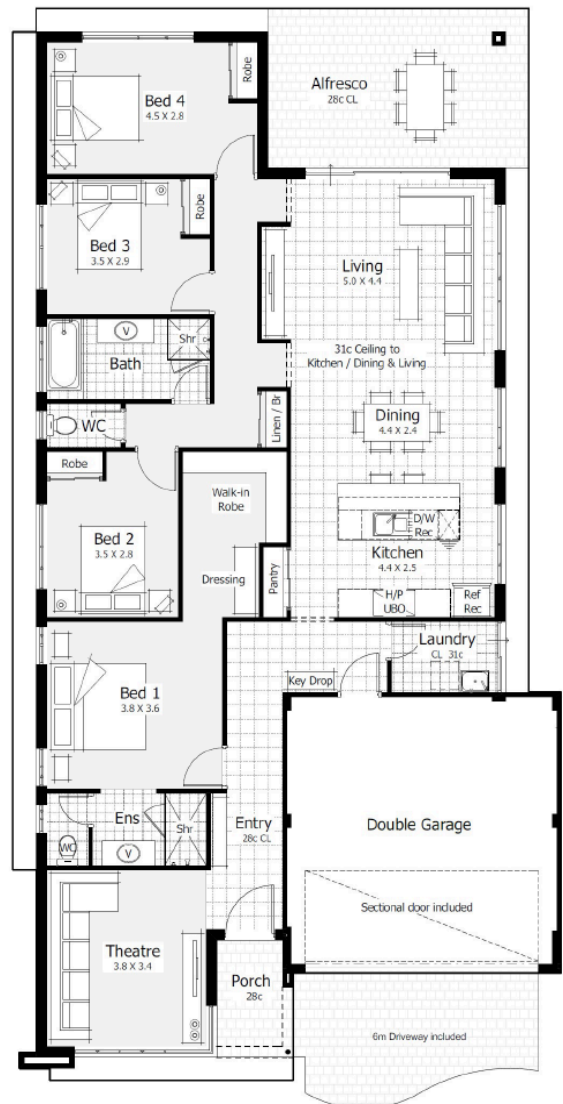 Robe
Bed 4
4.5 X 2.8
Alfresco
28c CL
Robe
Bed 3
3.5 X 2.9
Living
5.0 X 4.4
V
Shr
Bath
31c Ceiling to
Kitchen / Dining & Living
WC
Linen / Br
Dining
4.4 X 2.4
Robe
Walk-in
Robe
Bed 2
3.5 X 2.8
Dressing
Pantry
D/W
Rec
Kitchen
4.4 X 2.5
H/P
UBO
Ref
Rec
Laundry
CL 31c
Key Drop
Bed 1
3.8 X 3.6
Ens
Shr
WC
V
Entry
28c CL
Double Garage
Sectional door included
Theatre
3.8 X 3.4
Porch
28c
6m Driveway included